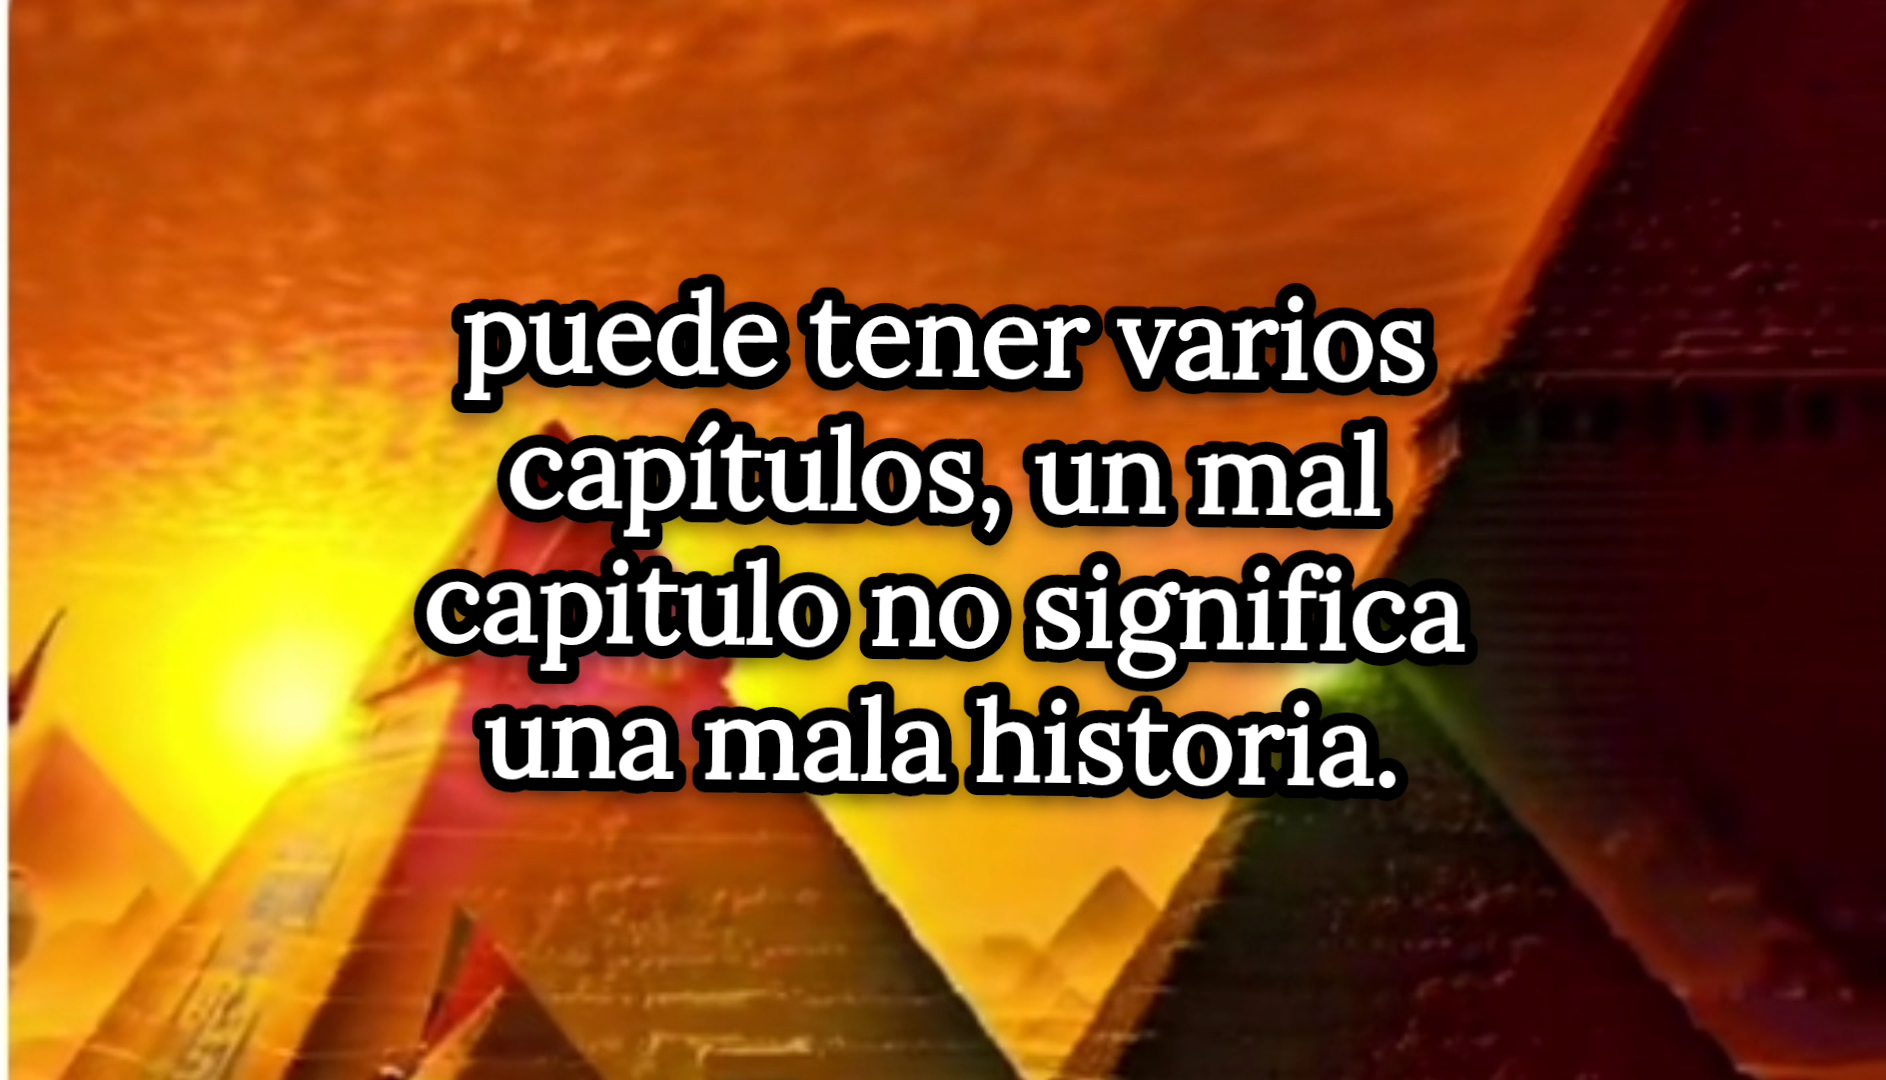 puede tener varios
capítulos, un mal
capitulo no significa
una mala historia.